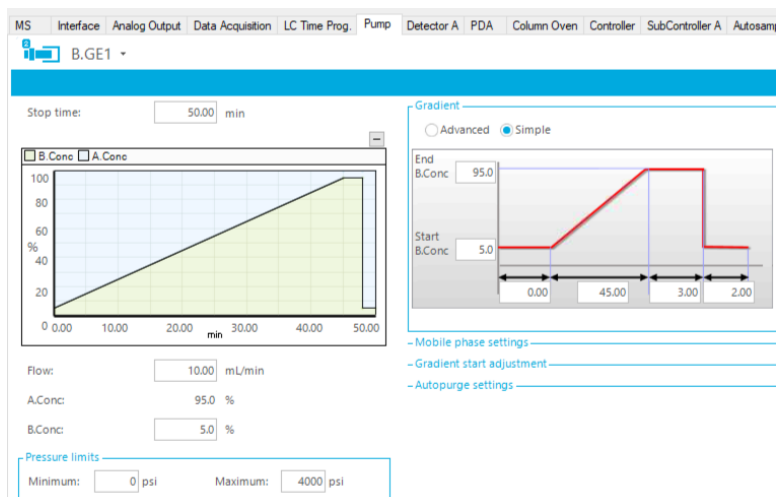 MS Interface Analog Output Data Acquisition LC Time Prog. Pump Detector A PDA Column Oven Controller SubController A
2
B.GE1
Stop time: 50.00 min
B.Conc A.Conc
100
80
%
60
40
20
0 0.00 10.00 20.00 30.00 40.00 50.00
min
Flow: 10.00 mL/min
A.Conc: 95.0 %
B.Conc: 5.0 %
Pressure limits
Minimum: 0 psi Maximum: 4000 psi
Gradient
Advanced Simple
End
B.Conc 95.0
Start
B.Conc 5.0
0.00 45.00 3.00 2.00
Mobile phase settings
Gradient start adjustment
Autopurge settings